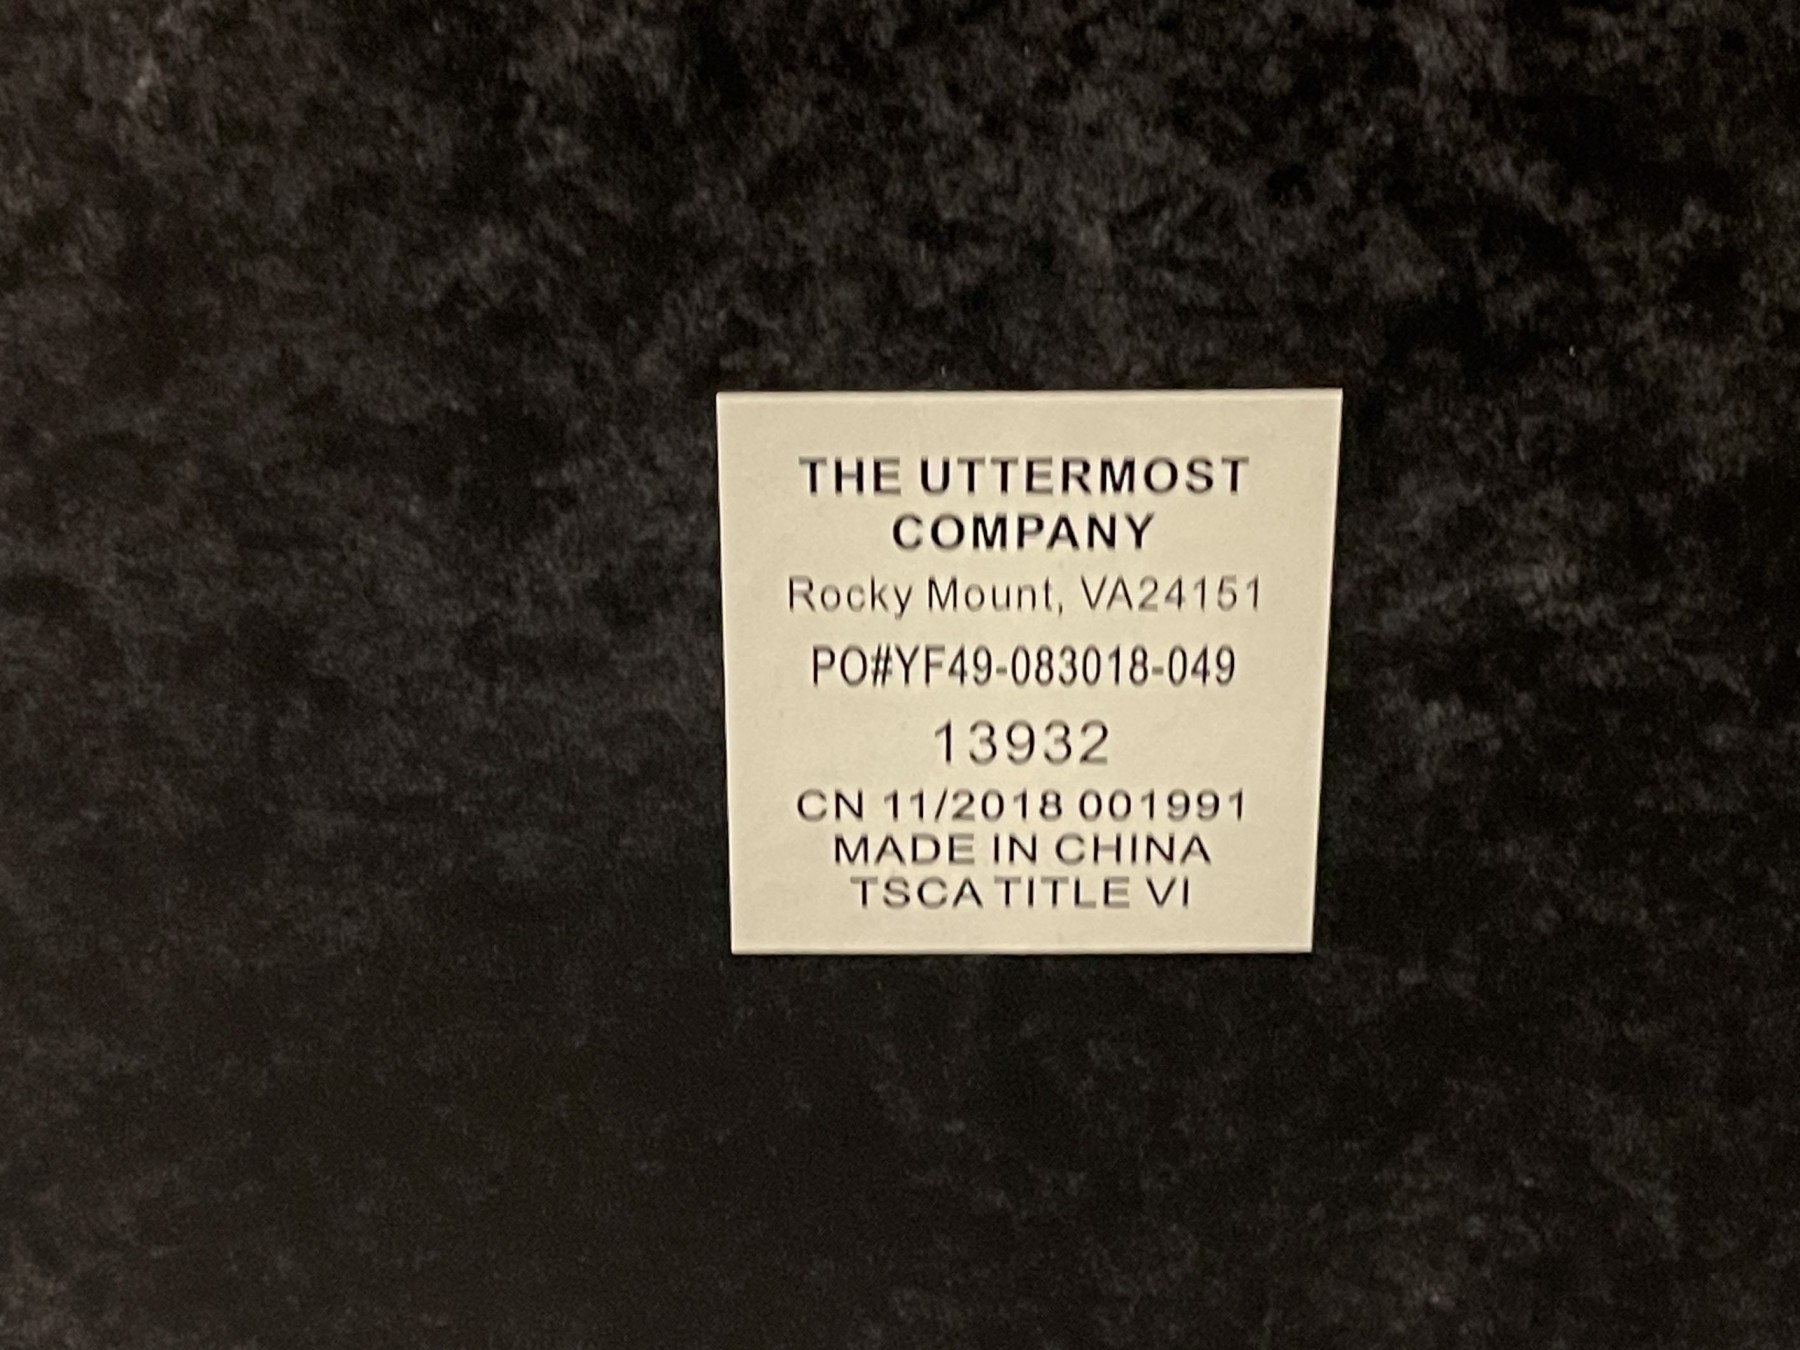 THE UTTERMOST
COMPANY
Rocky Mount, VA24151
PO#YF49-083018-049
13932
CN 11/2018 001991
MADE IN CHINA
TSCA TITLE VI